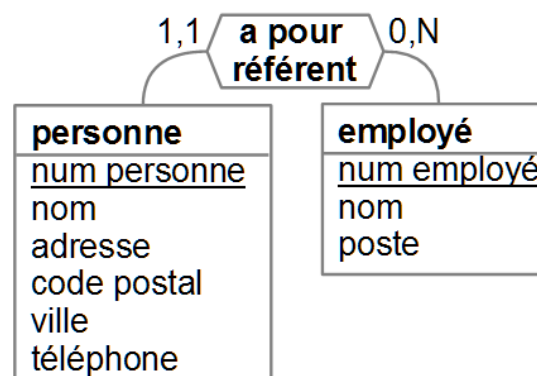 1,1 a pour référent 0,N
personne
num personne
nom
adresse
code postal
ville
téléphone
employé
num employé
nom
poste